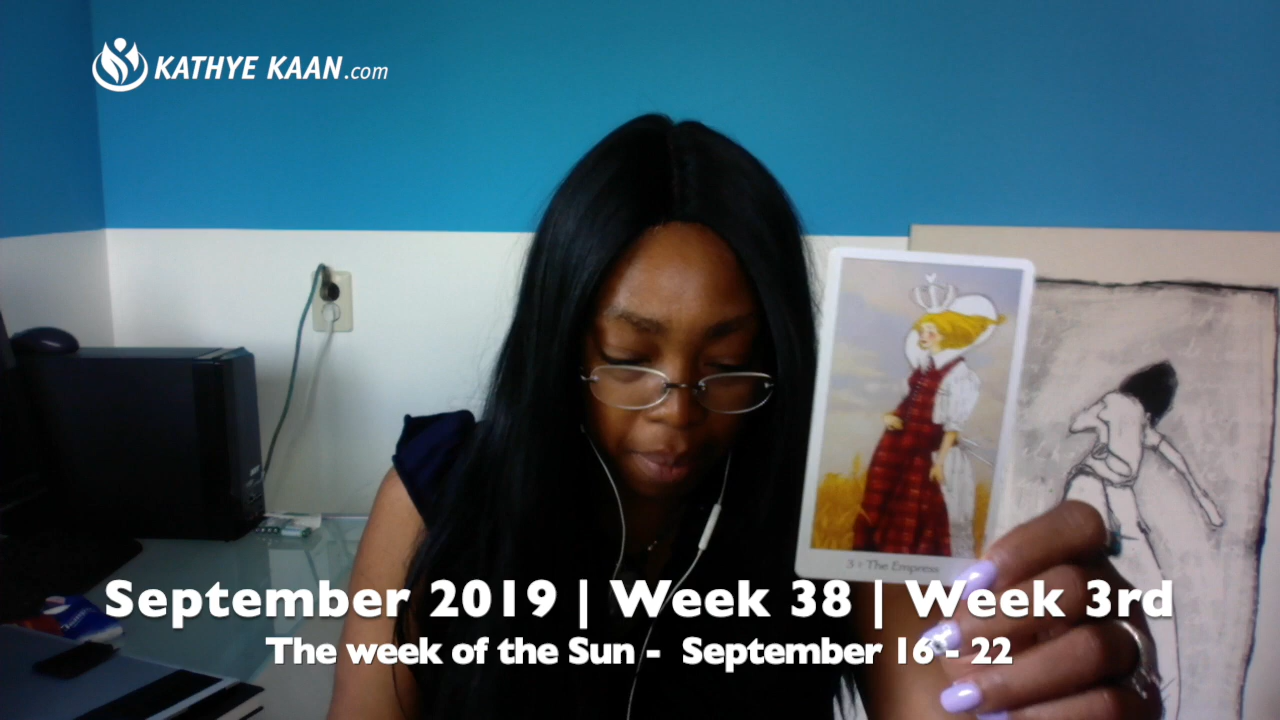 KATHYE KAAN.com
3 : The Empress
September 2019 | Week 38 | Week 3rd
The week of the Sun - September 16 - 22